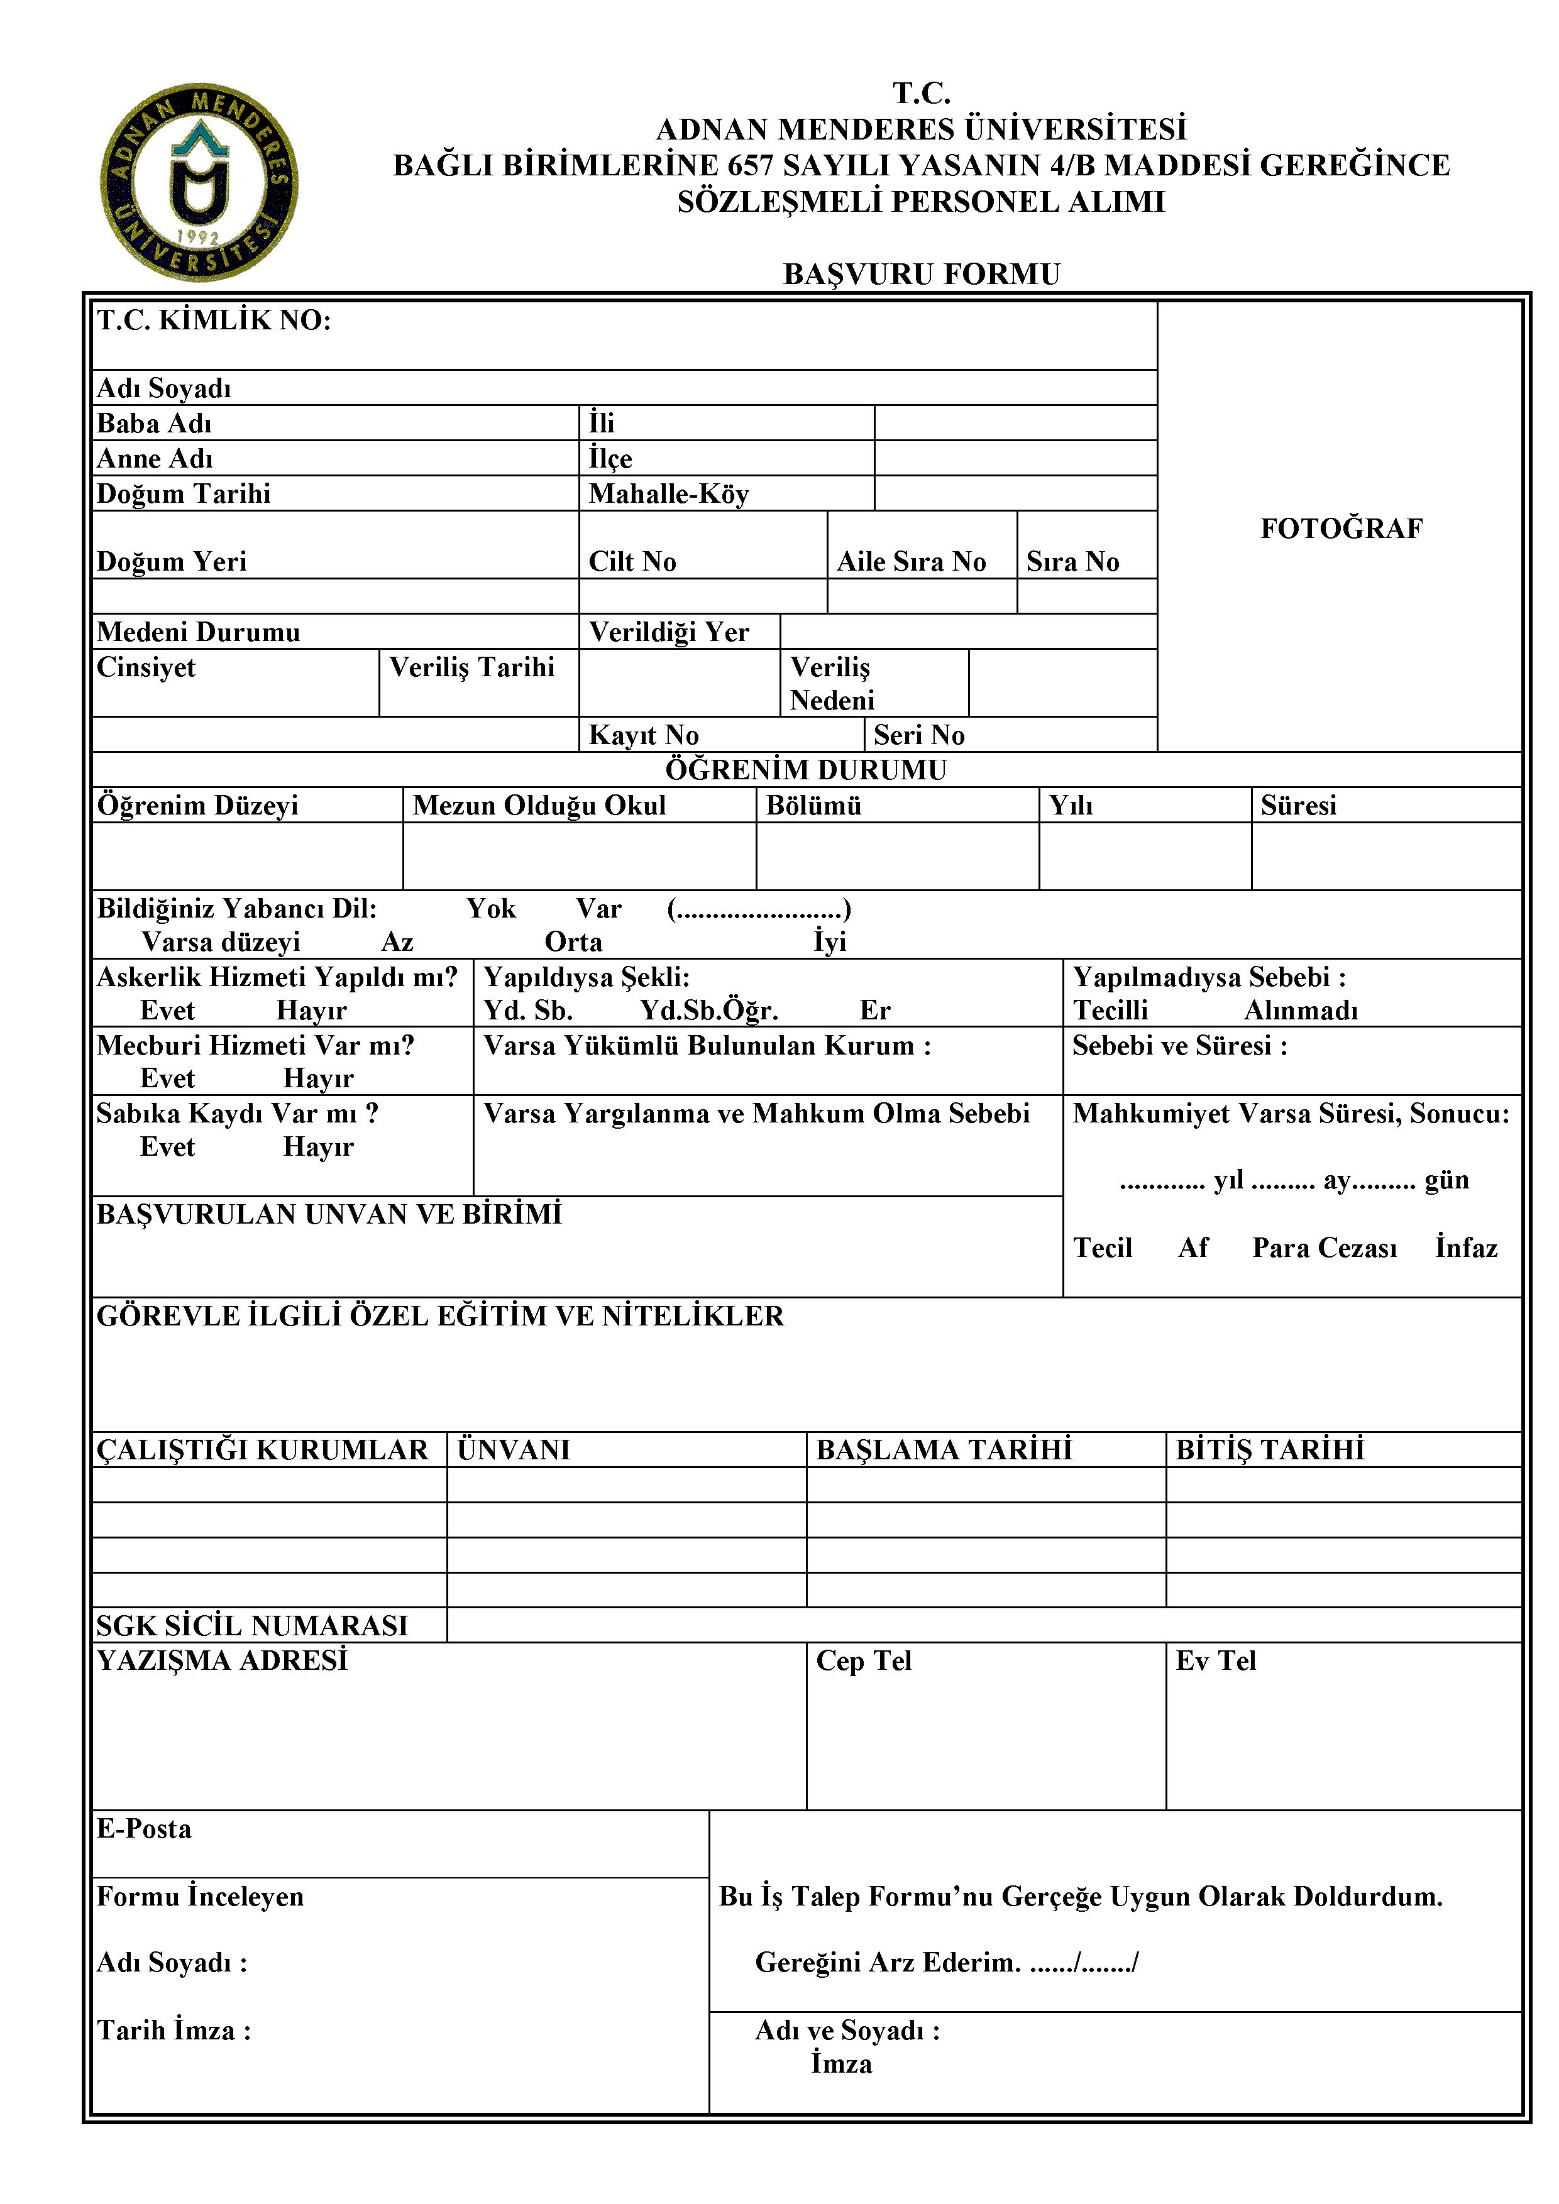 ADNAN MENDERES
ÜNİVERSİTESİ
1992
T.C.
ADNAN MENDERES ÜNİVERSİTESİ
BAĞLI BİRİMLERİNE 657 SAYILI YASANIN 4/B MADDESİ GEREĞİNCE
SÖZLEŞMELİ PERSONEL ALIMI
BAŞVURU FORMU
T.C. KİMLİK NO:
FOTOĞRAF
Adı Soyadı
Baba Adı İli
Anne Adı İlçe
Doğum Tarihi Mahalle-Köy
Doğum Yeri Cilt No Aile Sıra No Sıra No
Medeni Durumu Verildiği Yer
Cinsiyet Veriliş Tarihi Veriliş
Nedeni
Kayıt No Seri No
ÖĞRENİM DURUMU
Öğrenim Düzeyi Mezun Olduğu Okul Bölümü Yılı Süresi
Bildiğiniz Yabancı Dil: Yok Var (.......................)
Varsa düzeyi Az Orta İyi
Askerlik Hizmeti Yapıldı mı? Yapıldıysa Şekli: Yapılmadıysa Sebebi :
Evet Hayır Yd. Sb. Yd.Sb.Öğr. Er Tecilli Alınmadı
Mecburi Hizmeti Var mı? Varsa Yükümlü Bulunulan Kurum : Sebebi ve Süresi :
Evet Hayır
Sabıka Kaydı Var mı ? Varsa Yargılanma ve Mahkum Olma Sebebi Mahkumiyet Varsa Süresi, Sonucu:
Evet Hayır
............ yıl ......... ay......... gün
BAŞVURULAN UNVAN VE BİRİMİ
Tecil Af Para Cezası İnfaz
GÖREVLE İLGİLİ ÖZEL EĞİTİM VE NİTELİKLER
ÇALIŞTIĞI KURUMLAR ÜNVANI BAŞLAMA TARİHİ BİTİŞ TARİHİ
SGK SİCİL NUMARASI
YAZIŞMA ADRESİ Cep Tel Ev Tel
E-Posta
Formu İnceleyen Bu İş Talep Formu’nu Gerçeğe Uygun Olarak Doldurdum.
Adı Soyadı : Gereğini Arz Ederim. ....../......./
Tarih İmza : Adı ve Soyadı :
İmza